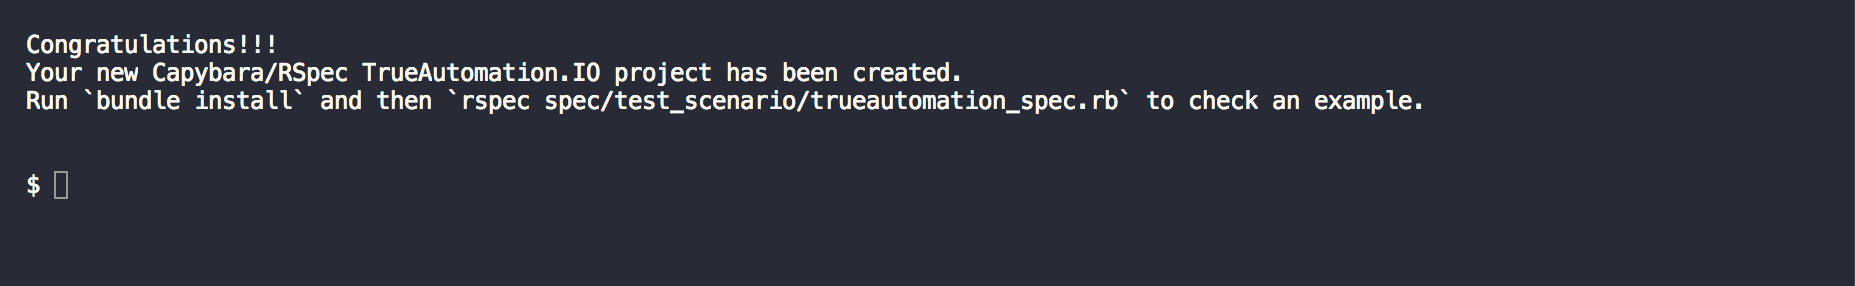 Congratulations!!!
Your new Capybara/RSpec TrueAutomation.IO project has been created.
Run `bundle install` and then `rspec spec/test_scenario/trueautomation_spec.rb` to check an example.
$